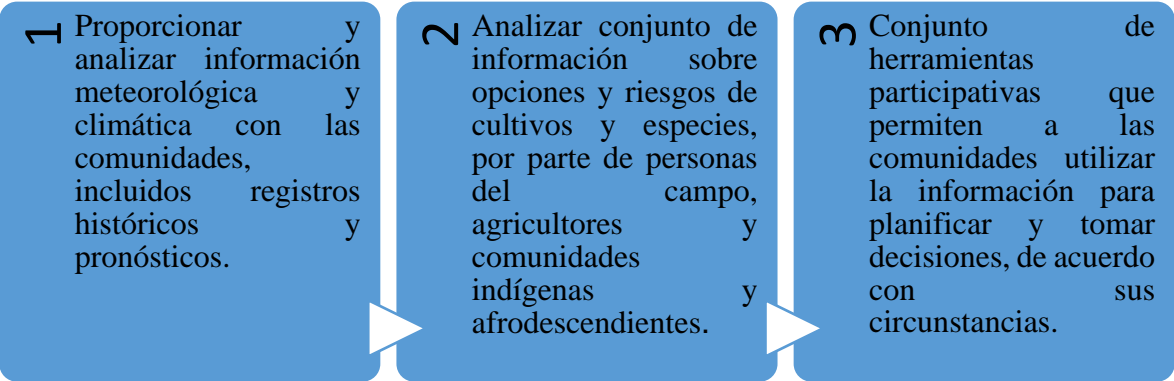 1
Proporcionar y
analizar información
meteorológica y
climática con las
comunidades,
incluidos registros
históricos y
pronósticos.
2
Analizar conjunto de
información sobre
opciones y riesgos de
cultivos y especies,
por parte de personas
del campo,
agricultores y
comunidades
indígenas y
afrodescendientes.
3
Conjunto de
herramientas
participativas que
permiten a las
comunidades utilizar
la información para
planificar y tomar
decisiones, de acuerdo
con sus
circunstancias.